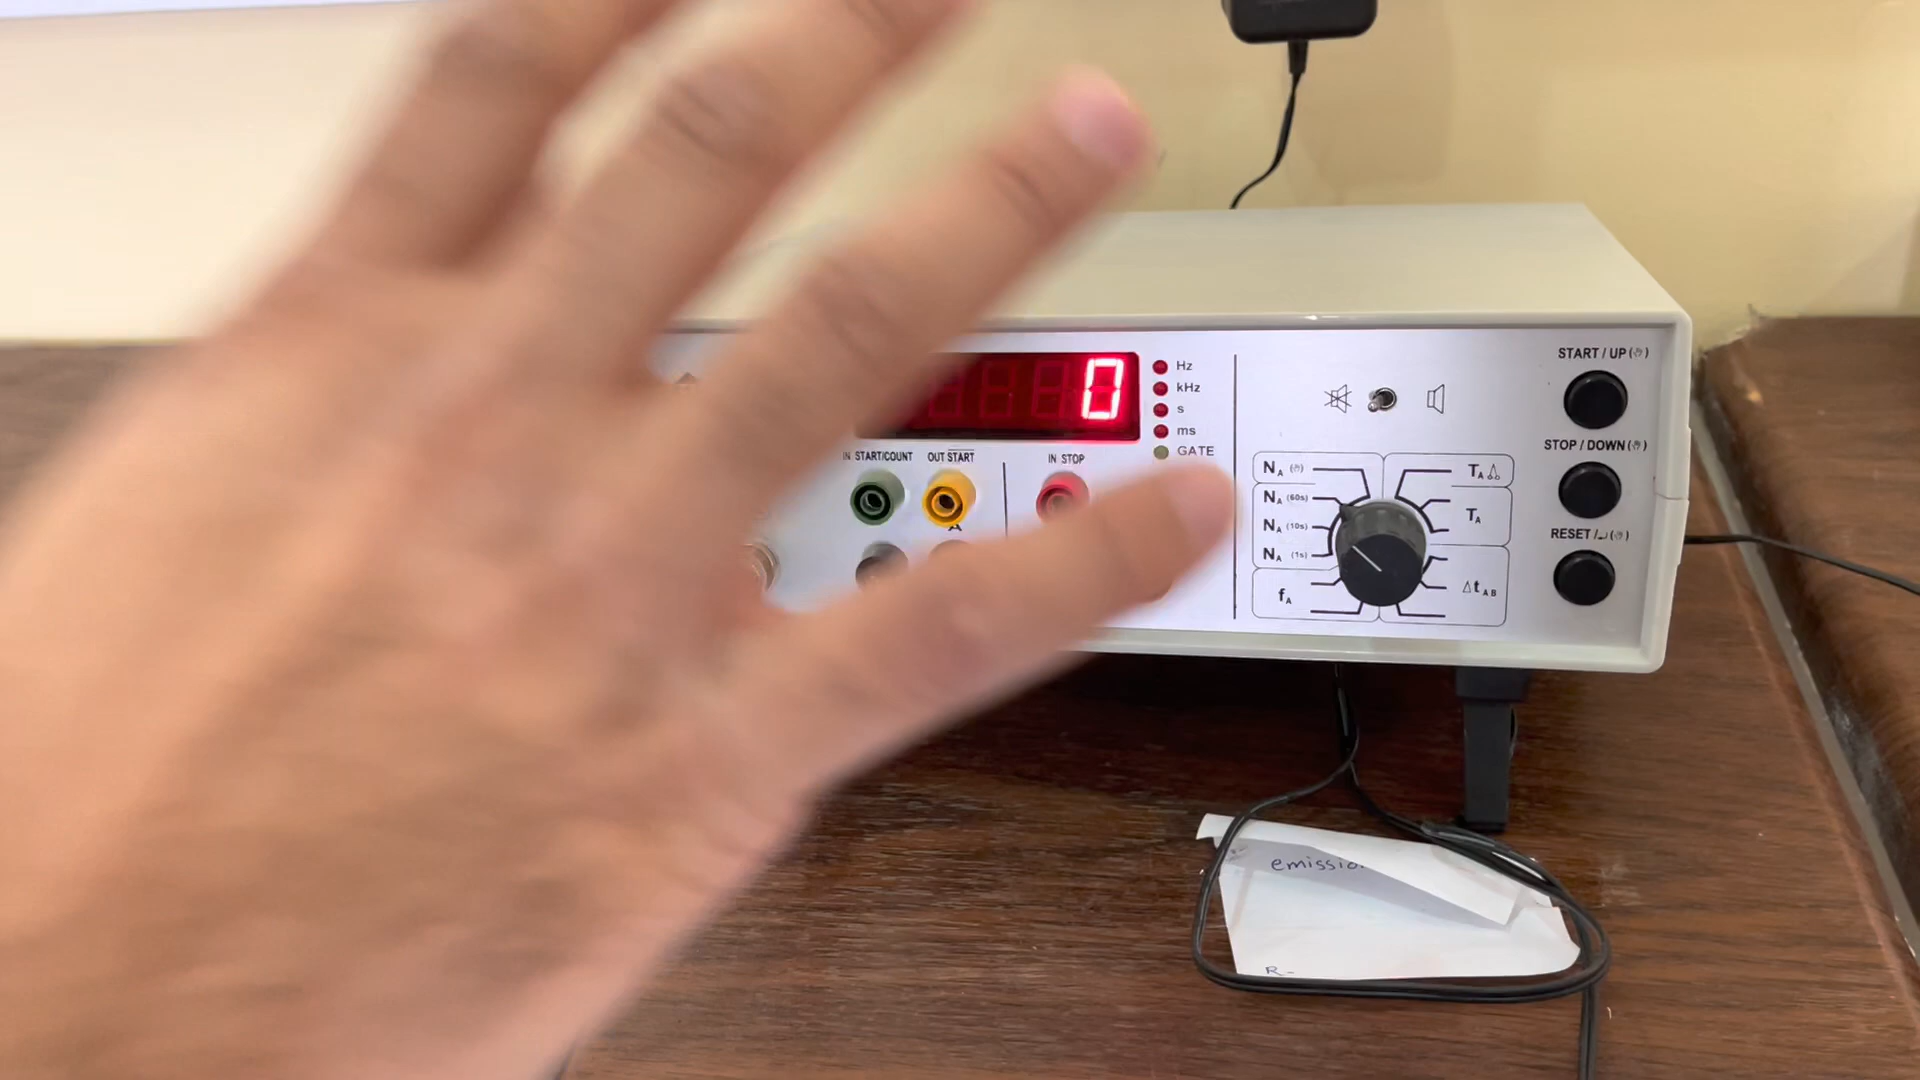 0
Hz
kHz
s
ms
GATE
IN START/COUNT
OUT START
IN STOP
A
START / UP
STOP / DOWN
RESET /
NA
NA (60s)
NA (10s)
NA (1s)
fA
TA
TA
ΔtAB
emissio
R-